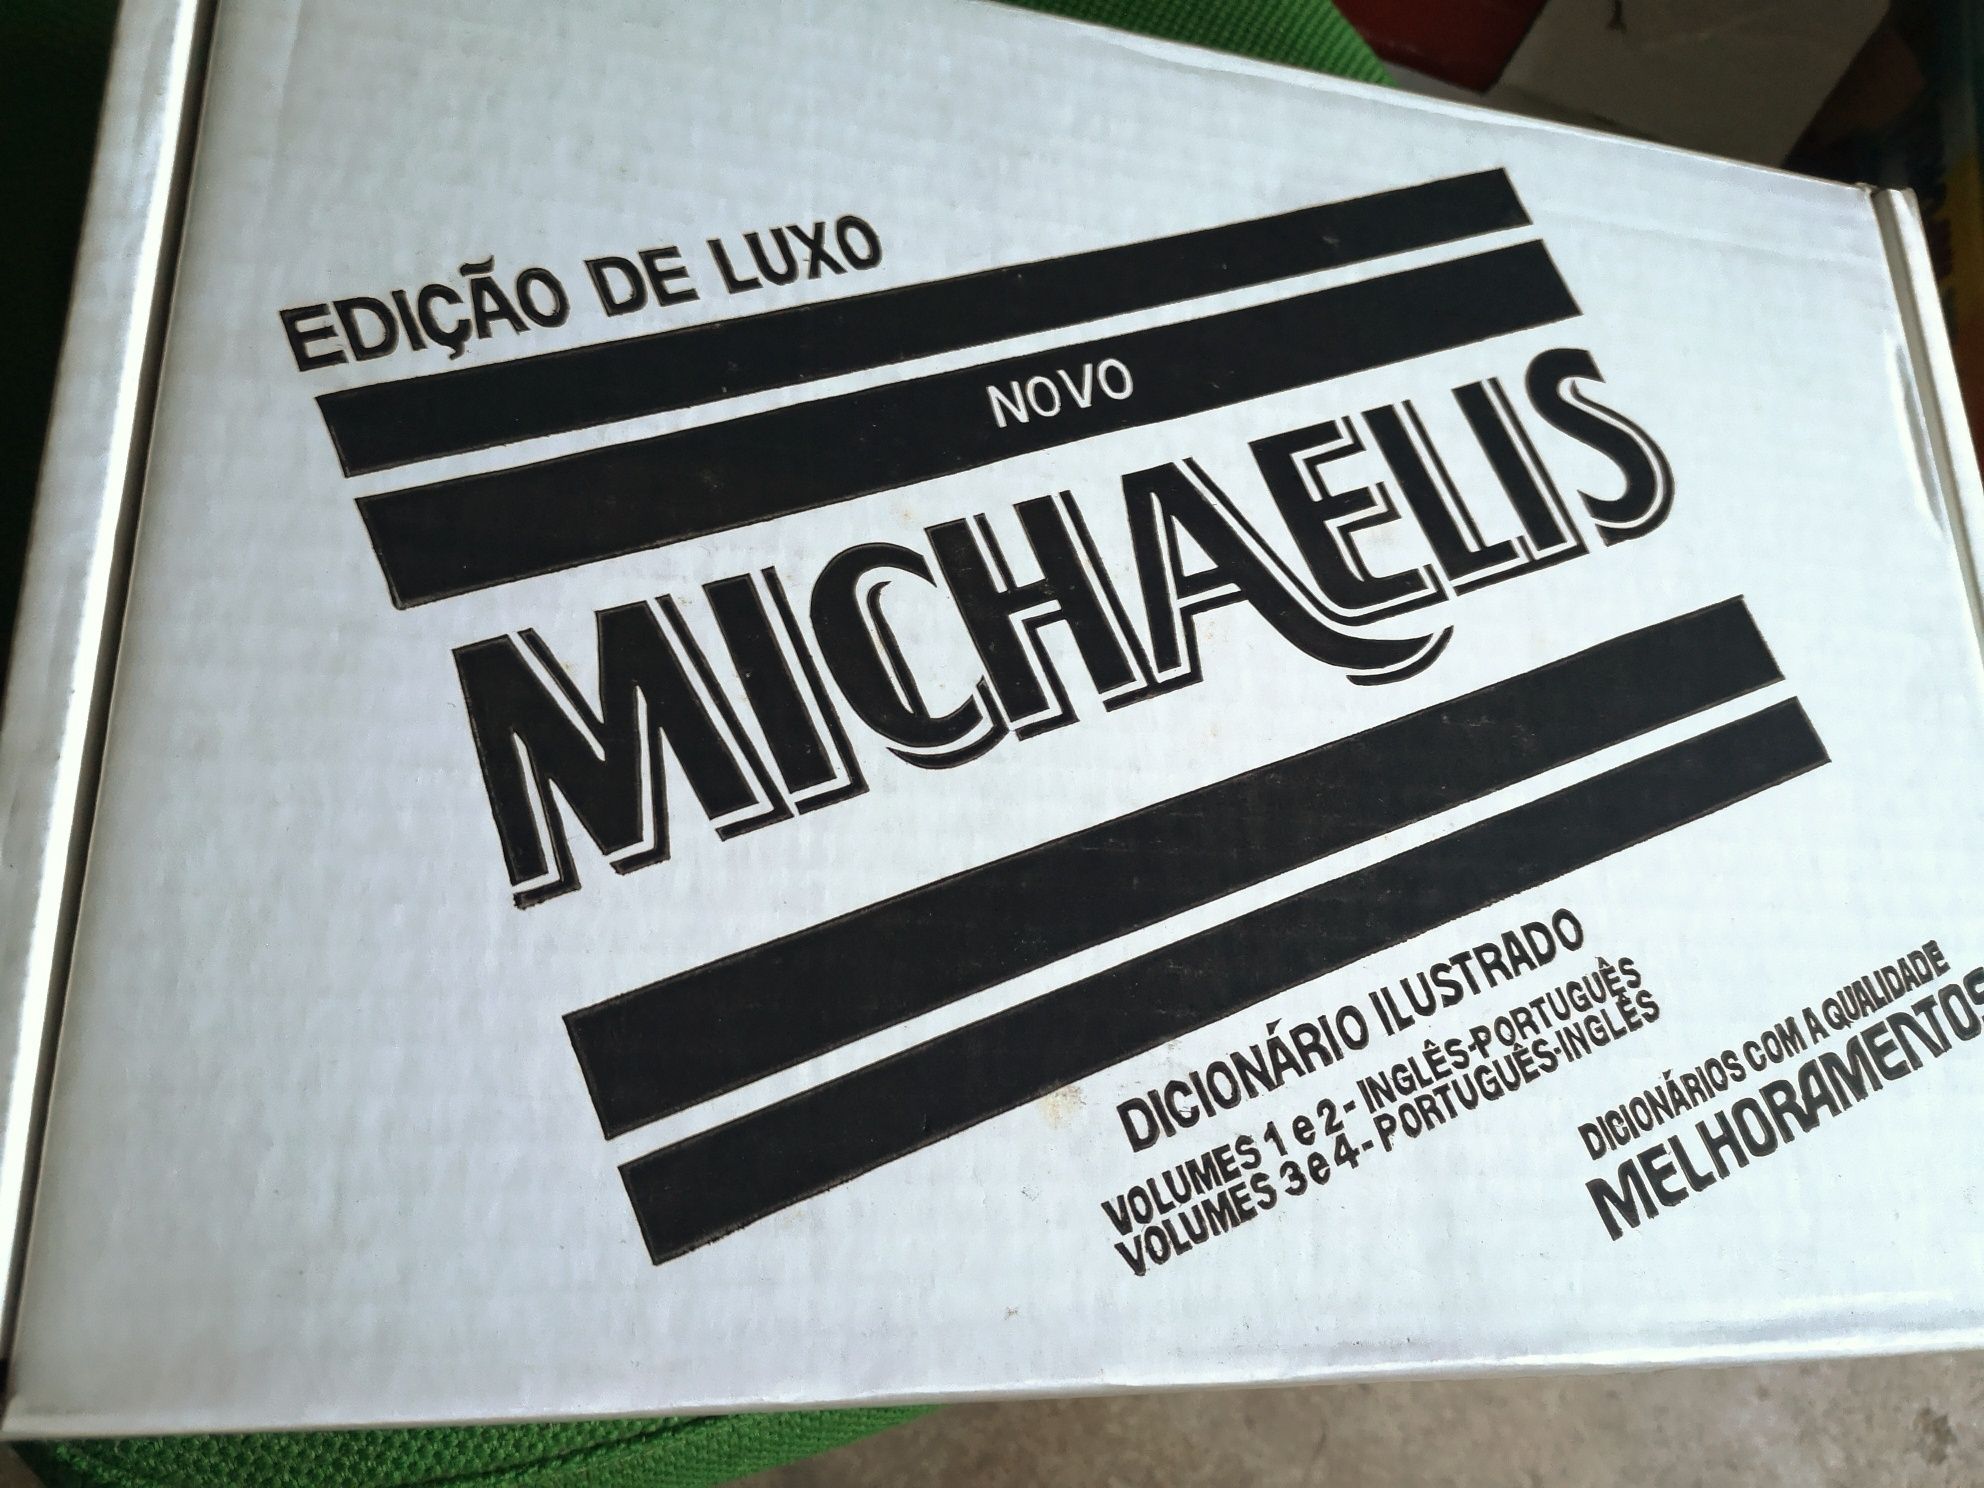 EDIÇÃO DE LUXO
NOVO
MICHAELIS
DICIONÁRIO ILUSTRADO
VOLUMES 1 e 2 - INGLÊS-PORTUGUÊS
VOLUMES 3 e 4 - PORTUGUÊS-INGLÊS
DICIONÁRIOS COM A QUALIDADE
MELHORAMENTOS